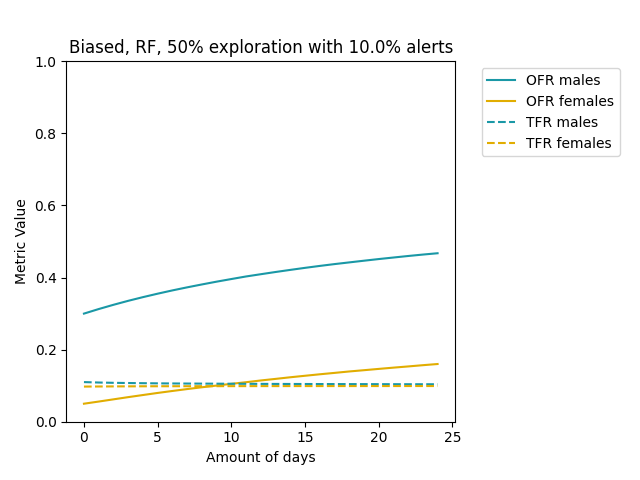 Biased, RF, 50% exploration with 10.0% alerts
OFR males
OFR females
TFR males
TFR females
Metric Value
1.0
0.8
0.6
0.4
0.2
0.0
0 5 10 15 20 25
Amount of days